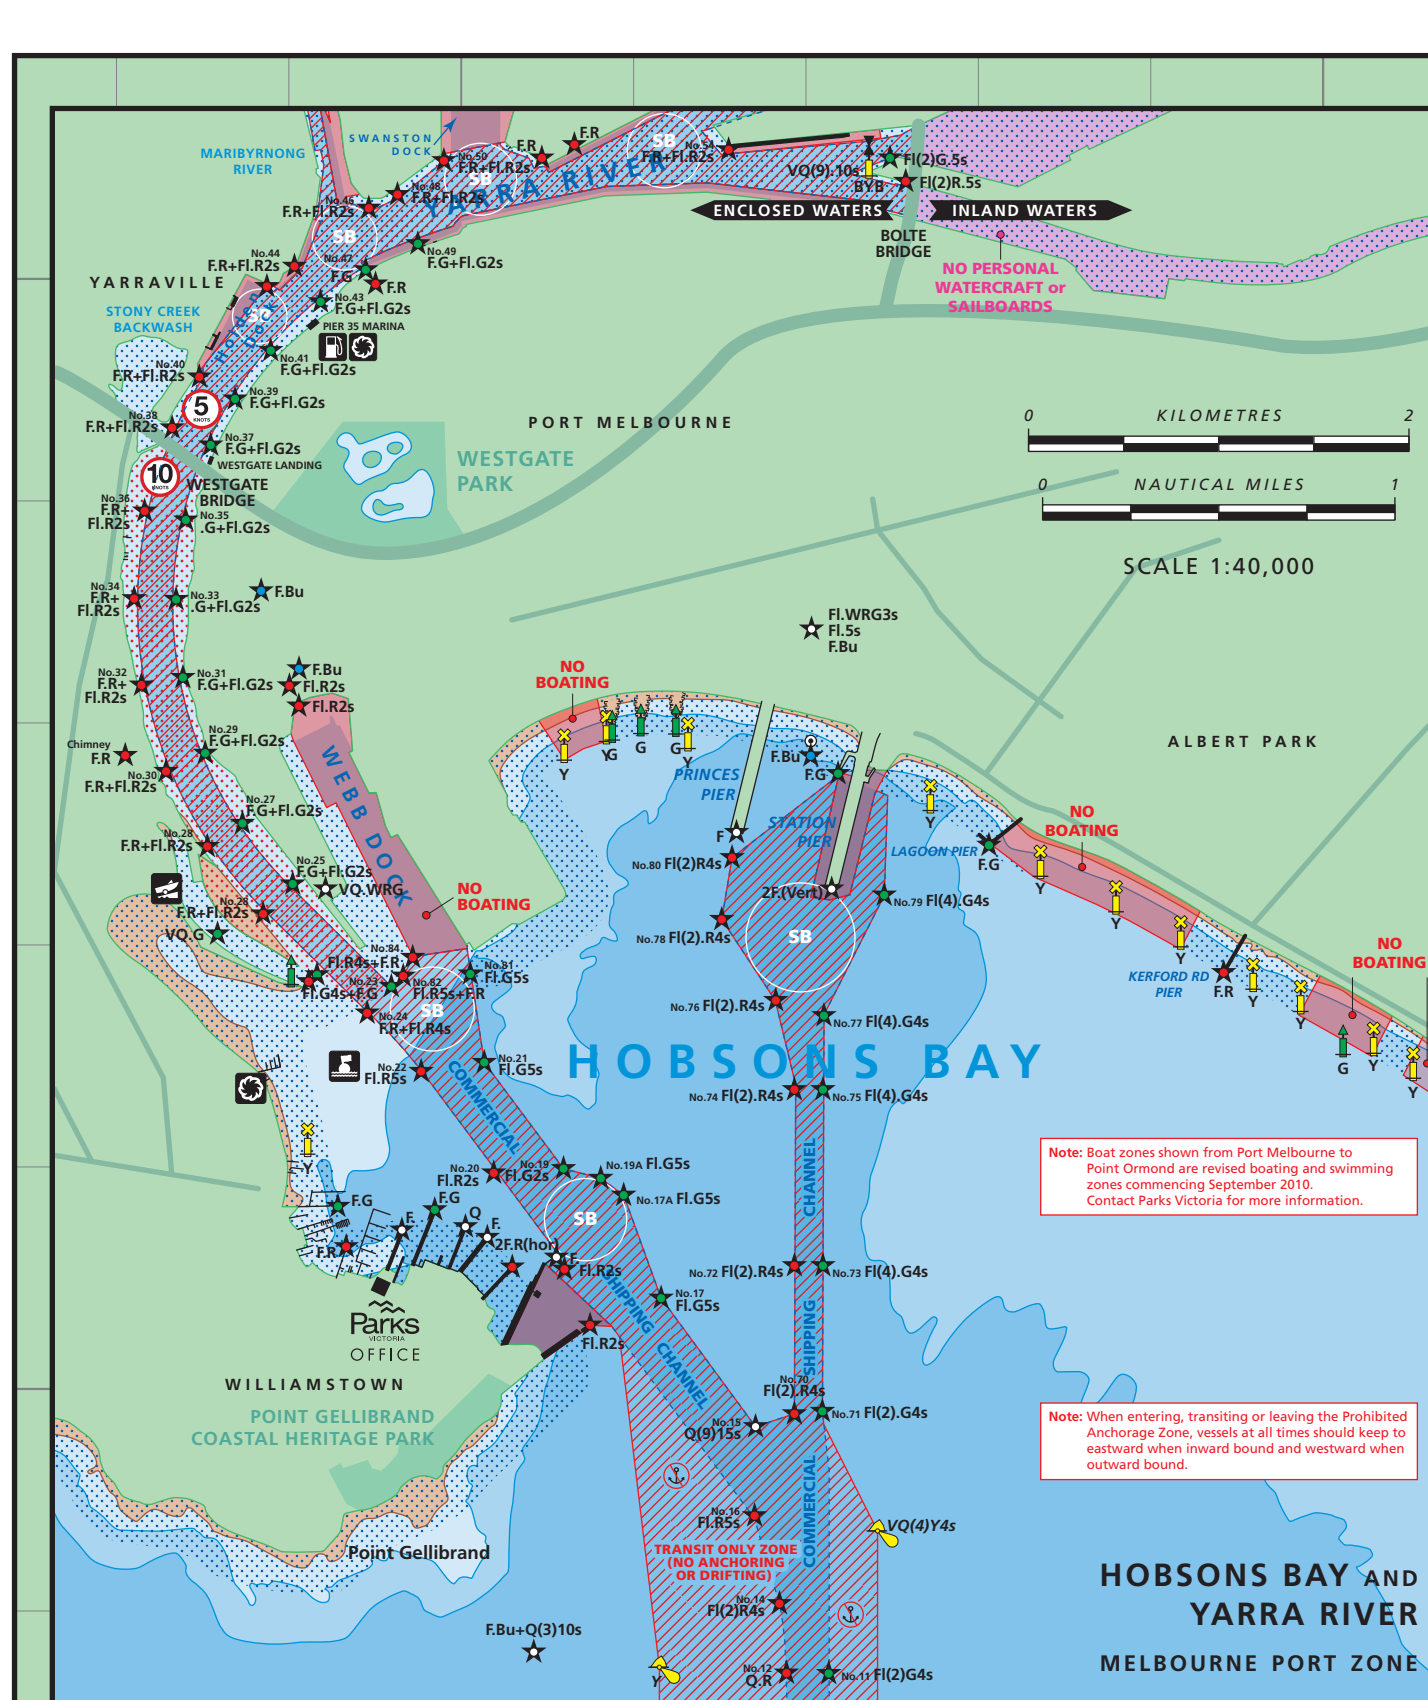 SWANSTON
DOCK
MARIBYRNONG
RIVER
No.50
F.R+Fl.R2s
F.R
F.R
SB
SB
No.54
F.R+Fl.R2s
YARRA RIVER
No.48
F.R+Fl.R2s
No.46
F.R+Fl.R2s
SB
VQ(9).10s
BYB
Fl(2)G.5s
Fl(2)R.5s
ENCLOSED WATERS
INLAND WATERS
BOLTE
BRIDGE
NO PERSONAL
WATERCRAFT or
SAILBOARDS
No.49
F.G+Fl.G2s
No.44
F.R+Fl.R2s
No.47
F.G
F.R
YARRAVILLE
STONY CREEK
BACKWASH
Holden
Dock
No.43
F.G+Fl.G2s
PIER 35 MARINA
No.41
F.G+Fl.G2s
No.40
F.R+Fl.R2s
No.39
F.G+Fl.G2s
5
KNOTS
No.38
F.R+Fl.R2s
No.37
F.G+Fl.G2s
WESTGATE LANDING
10
KNOTS
WESTGATE
BRIDGE
PORT MELBOURNE
WESTGATE
PARK
0 KILOMETRES 2
0 NAUTICAL MILES 1
SCALE 1:40,000
No.36
F.R+
Fl.R2s
No.35
.G+Fl.G2s
No.34
F.R+
Fl.R2s
No.33
.G+Fl.G2s
F.Bu
Fl.WRG3s
Fl.5s
F.Bu
No.32
F.R+
Fl.R2s
No.31
F.G+Fl.G2s
F.Bu
Fl.R2s
Fl.R2s
NO
BOATING
Y
Y
G
G
G
Y
No.29
F.G+Fl.G2s
Chimney
F.R
No.30
F.R+Fl.R2s
WEBB DOCK
PRINCES
PIER
F.Bu
F.G
ALBERT PARK
Y
No.27
F.G+Fl.G2s
No.28
F.R+Fl.R2s
F
STATION
PIER
LAGOON PIER
F.G
NO
BOATING
Y
Y
Y
No.80 Fl(2)R4s
No.25
F.G+Fl.G2s
VQ.WRG
NO
BOATING
2F.(Vert)
No.79 Fl(4).G4s
No.28
F.R+Fl.R2s
VQ.G
No.78 Fl(2).R4s
SB
NO
BOATING
KERFORD RD
PIER
F.R
Y
Y
G
Y
Y
No.84
Fl.R4s+F.R
No.81
Fl.G5s
No.23
Fl.G4s+F.G
No.82
Fl.R5s+F.R
SB
No.24
F.R+Fl.R4s
No.76 Fl(2).R4s
No.77 Fl(4).G4s
HOBSONS BAY
No.22
Fl.R5s
No.21
Fl.G5s
No.74 Fl(2).R4s
No.75 Fl(4).G4s
COMMERCIAL
SHIPPING
CHANNEL
CHANNEL
SHIPPING
COMMERCIAL
Note: Boat zones shown from Port Melbourne to
Point Ormond are revised boating and swimming
zones commencing September 2010.
Contact Parks Victoria for more information.
Y
No.20
Fl.R2s
No.19
Fl.G2s
No.19A Fl.G5s
No.17A Fl.G5s
SB
F.G
F.R
F.
F.G
Q
F.
2F.R(hor)
F.
Fl.R2s
No.72 Fl(2).R4s
No.73 Fl(4).G4s
No.17
Fl.G5s
Parks
VICTORIA
OFFICE
Fl.R2s
WILLIAMSTOWN
POINT GELLIBRAND
COASTAL HERITAGE PARK
No.70
Fl(2).R4s
No.71 Fl(2).G4s
No.15
Q(9)15s
Note: When entering, transiting or leaving the Prohibited
Anchorage Zone, vessels at all times should keep to
eastward when inward bound and westward when
outward bound.
No.16
Fl.R5s
VQ(4)Y4s
TRANSIT ONLY ZONE
(NO ANCHORING
OR DRIFTING)
Point Gellibrand
No.14
Fl(2)R4s
F.Bu+Q(3)10s
Y
No.12
Q.R
No.11 Fl(2)G4s
HOBSONS BAY AND
YARRA RIVER
MELBOURNE PORT ZONE